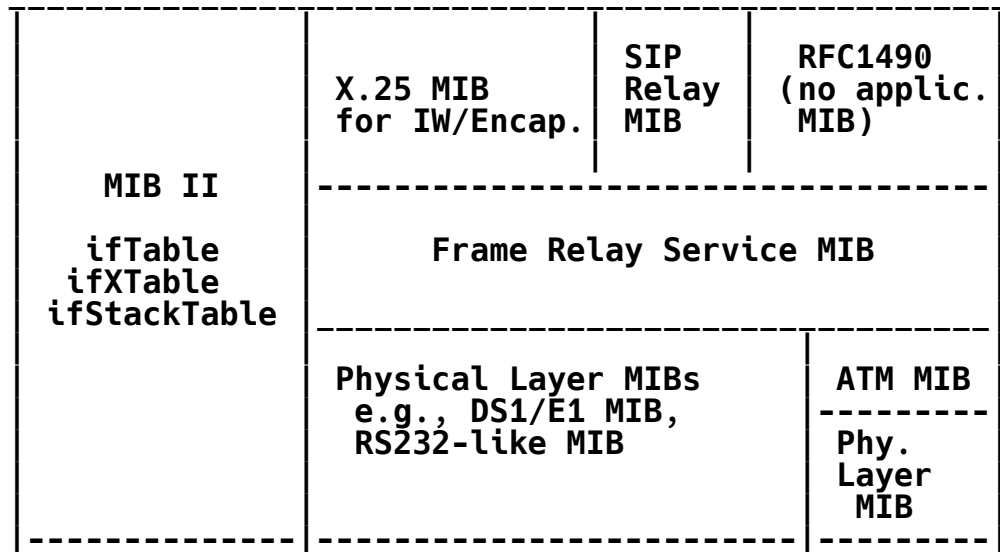 X.25 MIB
for IW/Encap.
SIP
Relay
MIB
RFC1490
(no applic.
MIB)
MIB II
ifTable
ifXTable
ifStackTable
Frame Relay Service MIB
Physical Layer MIBs
e.g., DS1/E1 MIB,
RS232-like MIB
ATM MIB
Phy.
Layer
MIB